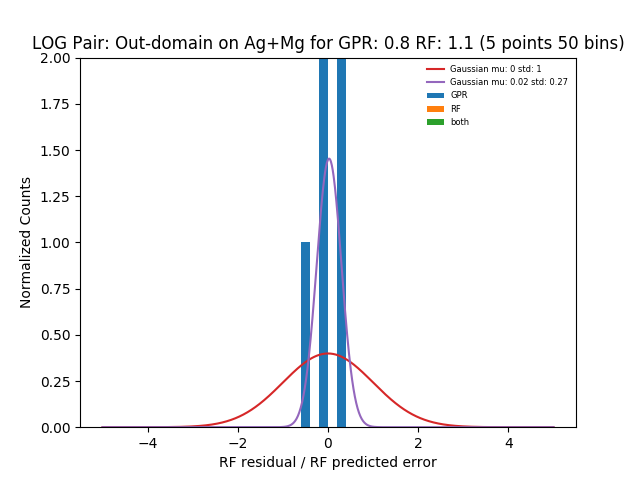 LOG Pair: Out-domain on Ag+Mg for GPR: 0.8 RF: 1.1 (5 points 50 bins)
Gaussian mu: 0 std: 1
Gaussian mu: 0.02 std: 0.27
GPR
RF
both
Normalized Counts
2.00
1.75
1.50
1.25
1.00
0.75
0.50
0.25
0.00
−4
−2
0
2
4
RF residual / RF predicted error